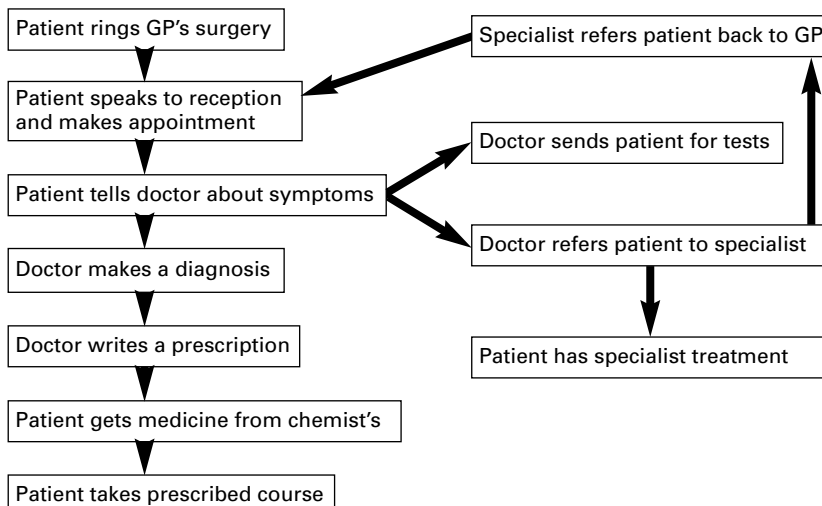 Patient rings GP's surgery
Patient speaks to reception
and makes appointment
Patient tells doctor about symptoms
Doctor makes a diagnosis
Doctor writes a prescription
Patient gets medicine from chemist's
Patient takes prescribed course
Specialist refers patient back to GP
Doctor sends patient for tests
Doctor refers patient to specialist
Patient has specialist treatment